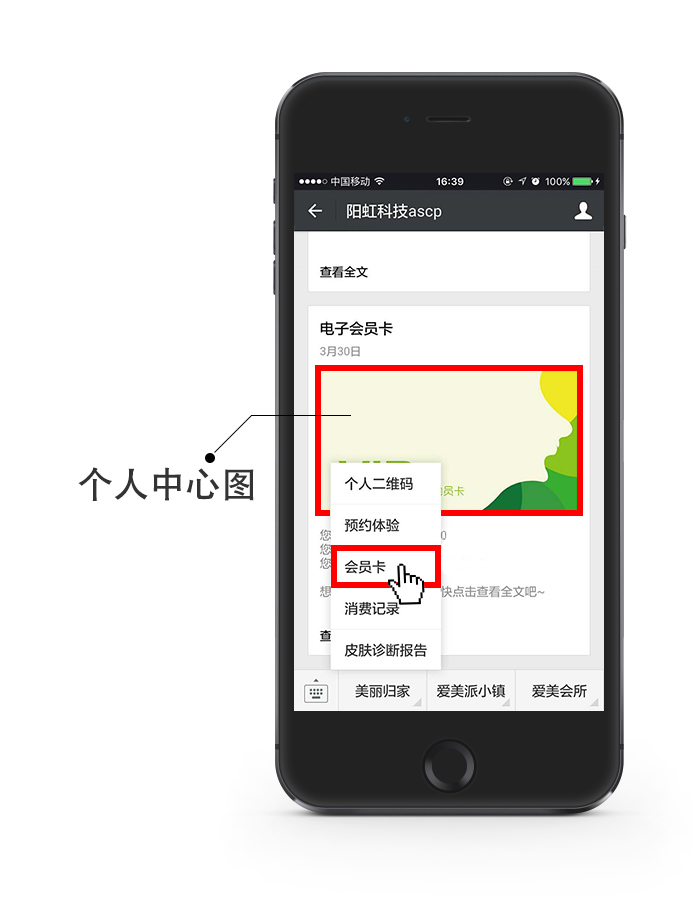 中国移动 16:39 100%
阳虹科技ascp
查看全文
电子会员卡
3月30日
个人中心图
个人二维码
员卡
预约体验
您 0
您
会员卡
您
想 快点击查看全文吧~
消费记录
查
皮肤诊断报告
美丽归家 爱美派小镇 爱美会所